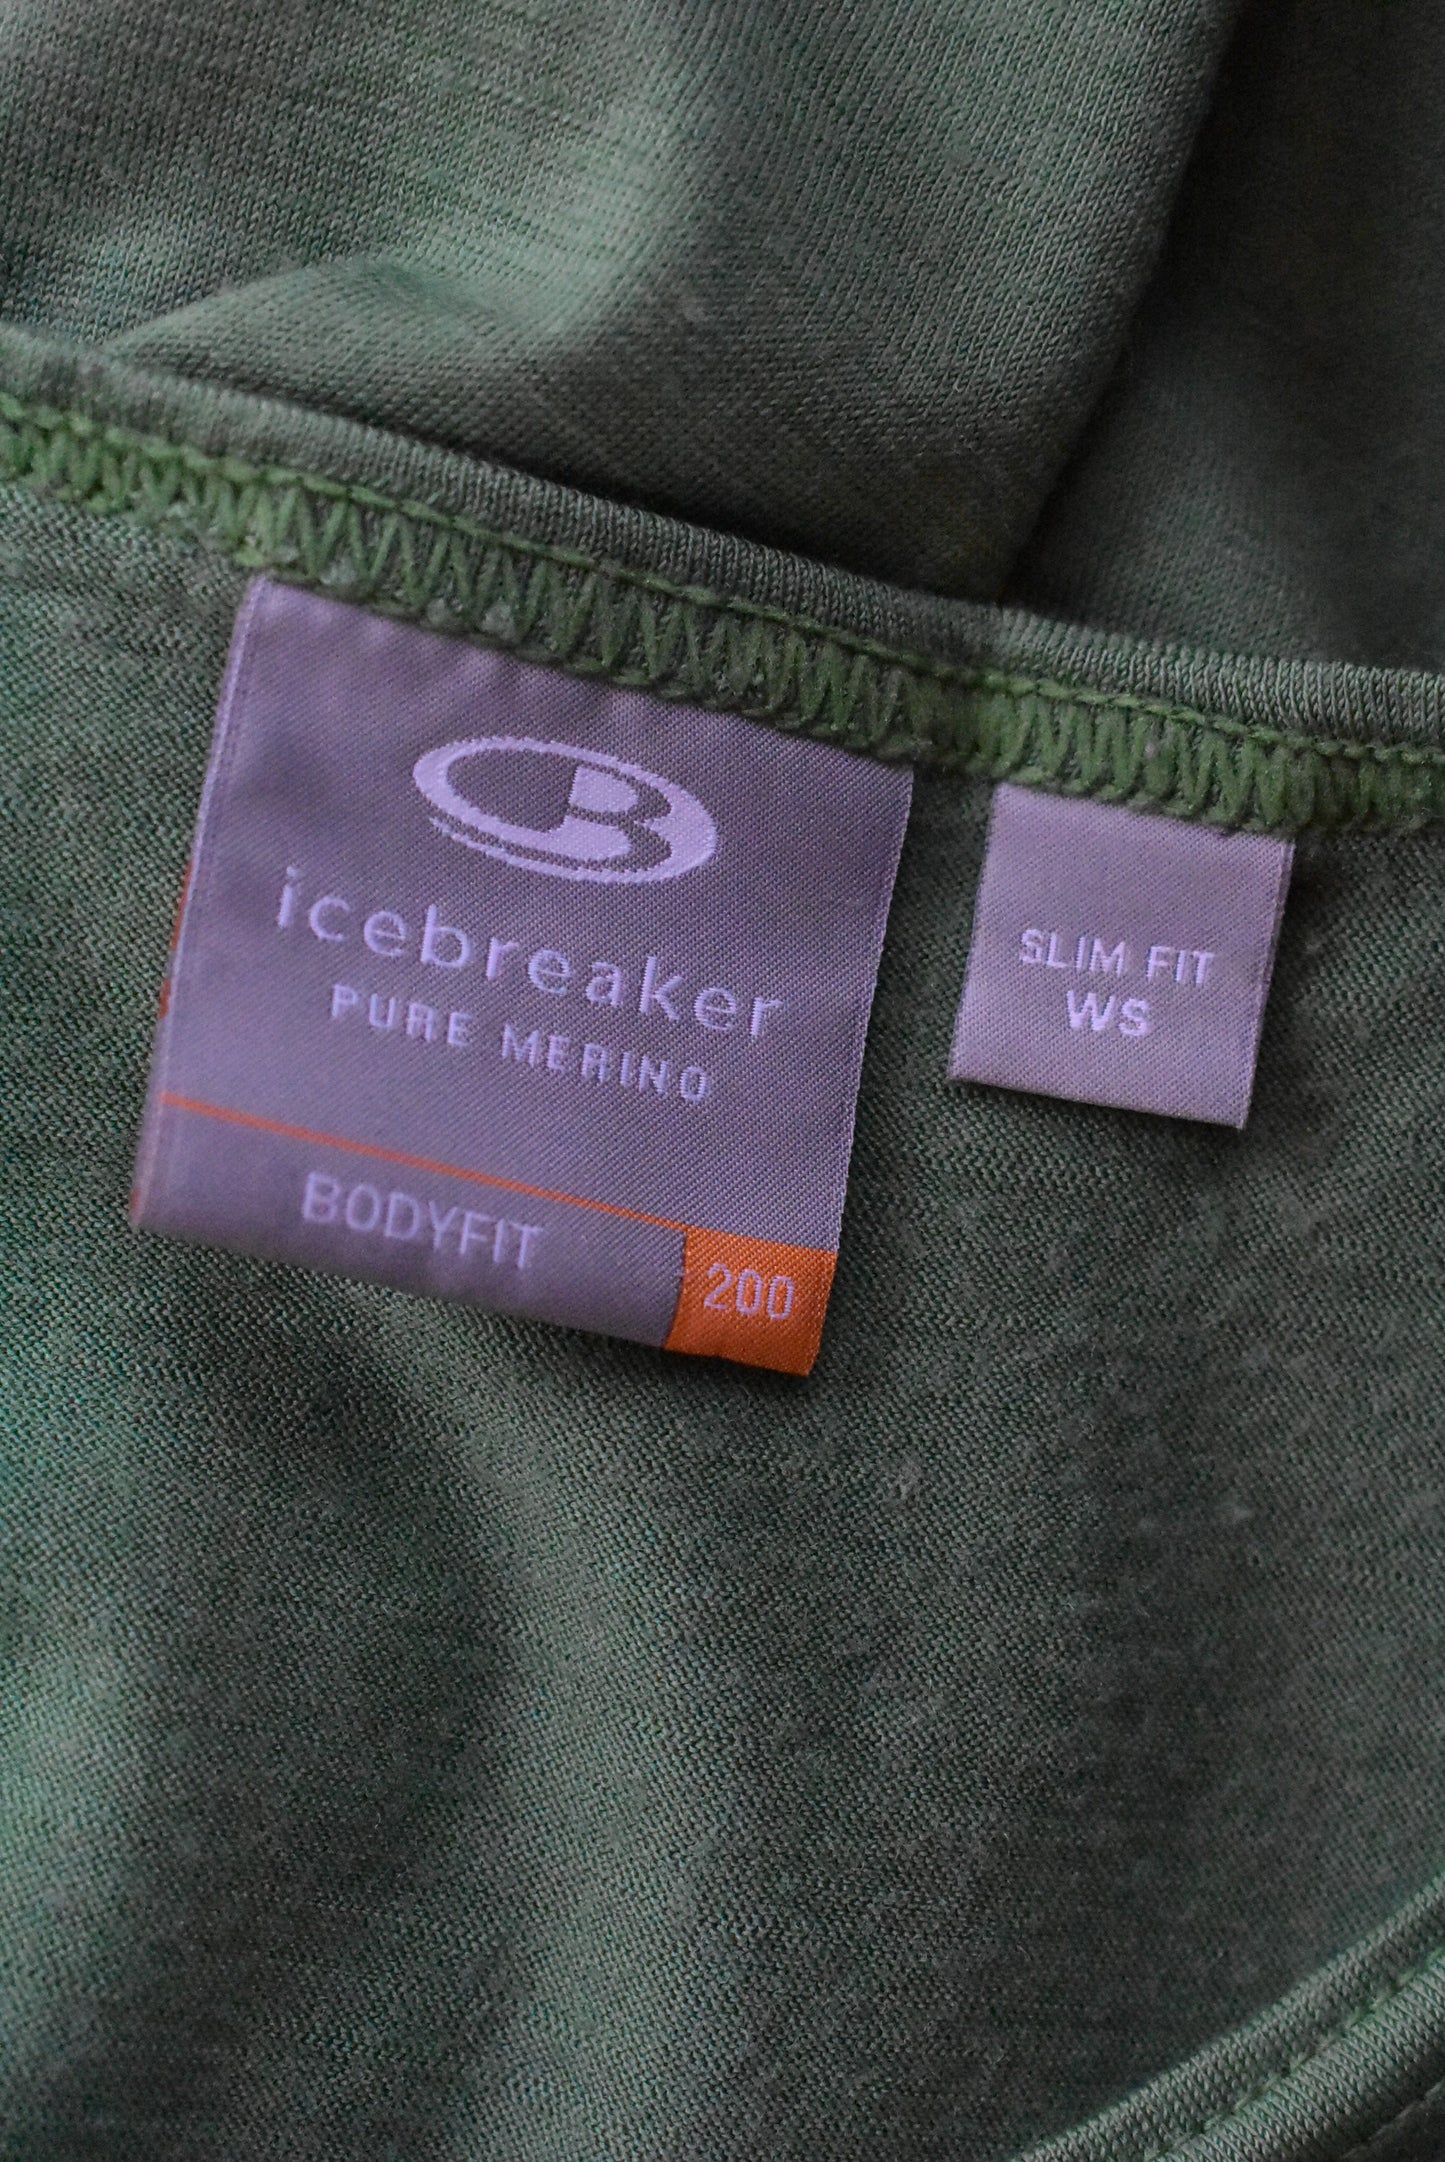 icebreaker
PURE MERINO
BODYFIT
200
SLIM FIT
WS